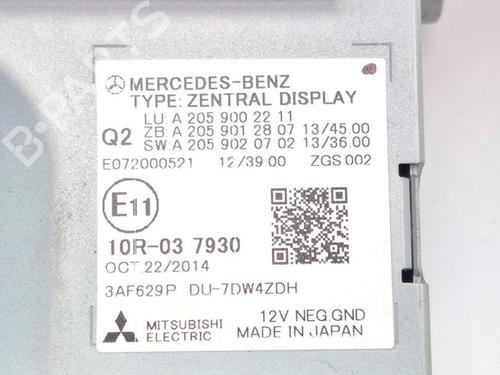 MERCEDES-BENZ
TYPE: ZENTRAL DISPLAY
LU: A 205 900 22 11
Q2 ZB: A 205 901 28 07 13/45.00
SW: A 205 902 07 02 13/36.00
E072000521 12/39.00 ZGS 002
E11
10R-03 7930
OCT.22/2014
3AF629P DU-7DW4ZDH
MITSUBISHI ELECTRIC
12V NEG.GND
MADE IN JAPAN
B-PARTS